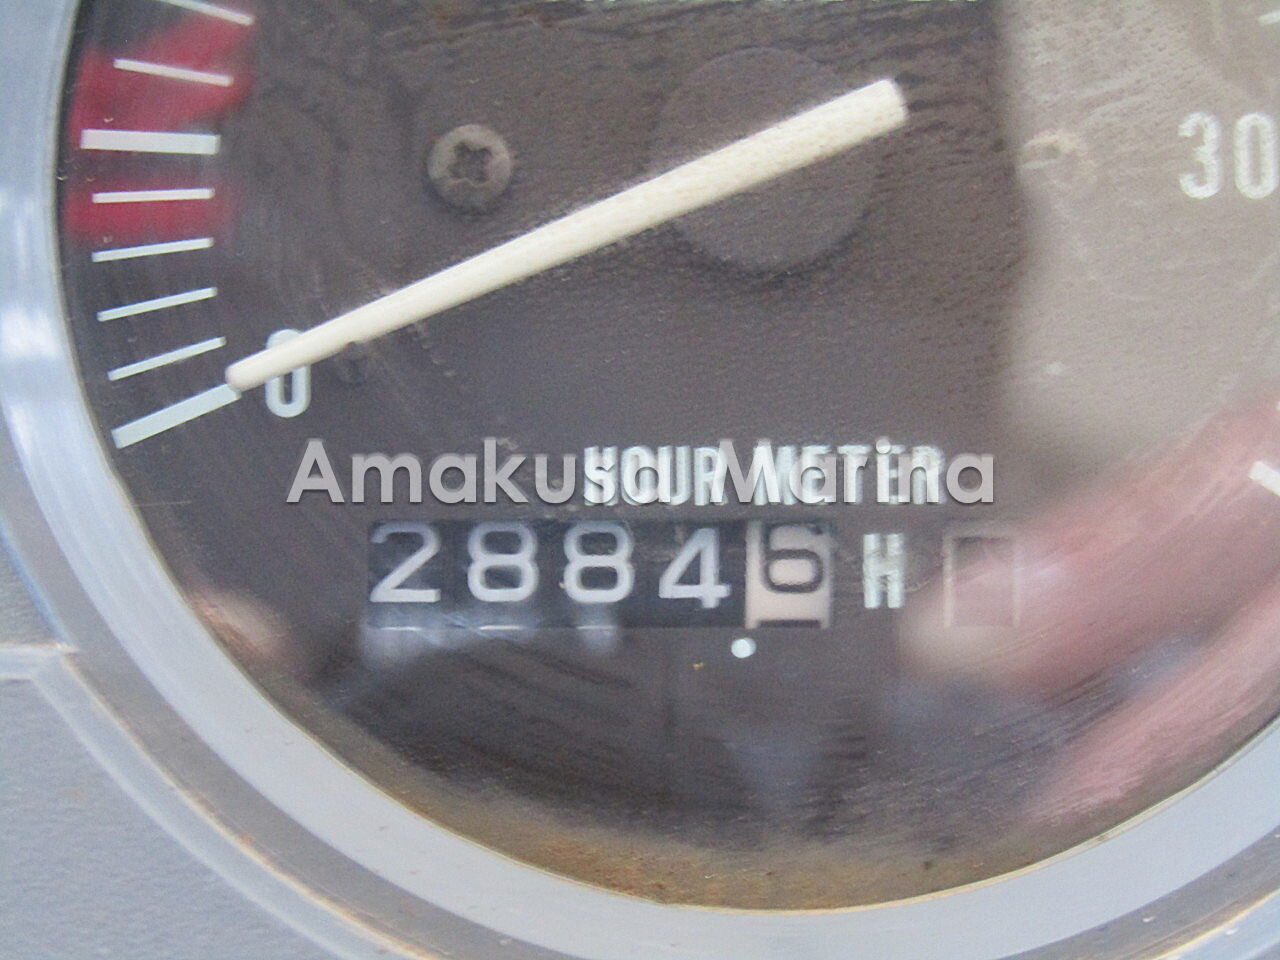 30
0
HOUR METER
Amakusa Marina
28846 H